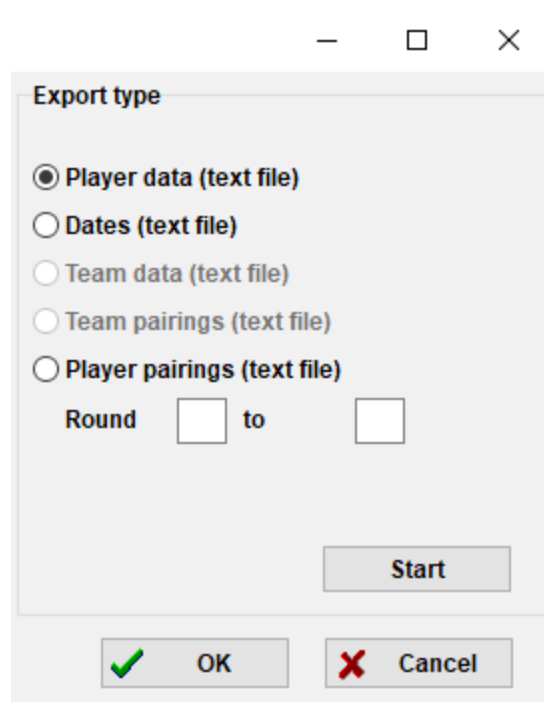 Export type
Player data (text file)
Dates (text file)
Team data (text file)
Team pairings (text file)
Player pairings (text file)
Round to
Start
OK Cancel